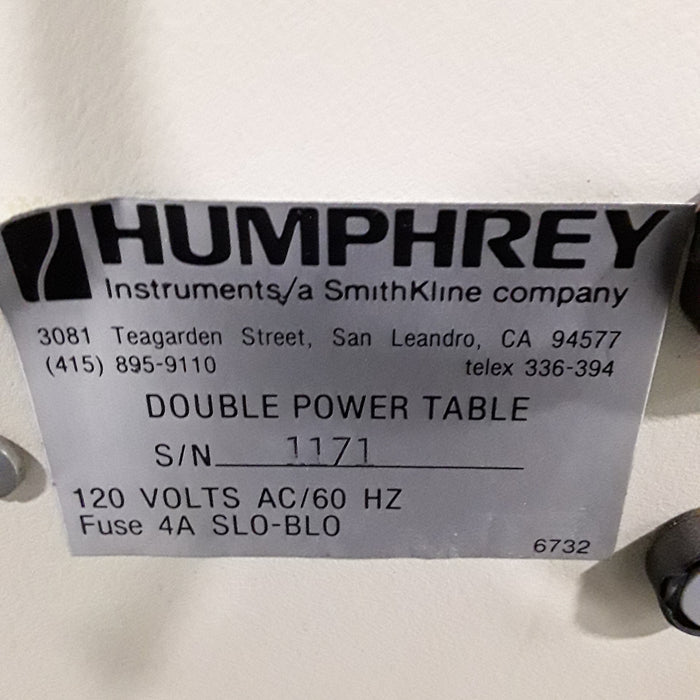 HUMPHREY
Instruments/a SmithKline company
3081 Teagarden Street, San Leandro, CA 94577
(415) 895-9110 telex 336-394
DOUBLE POWER TABLE
S/N 1171
120 VOLTS AC/60 HZ
Fuse 4A SLO-BLO
6732